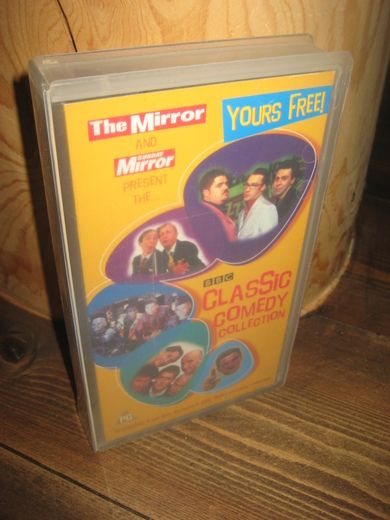 The Mirror
YOURS FREE!
AND
SUNDAY
Mirror
PRESENT
THE...
BBC
CLASSIC
COMEDY
COLLECTION
PG